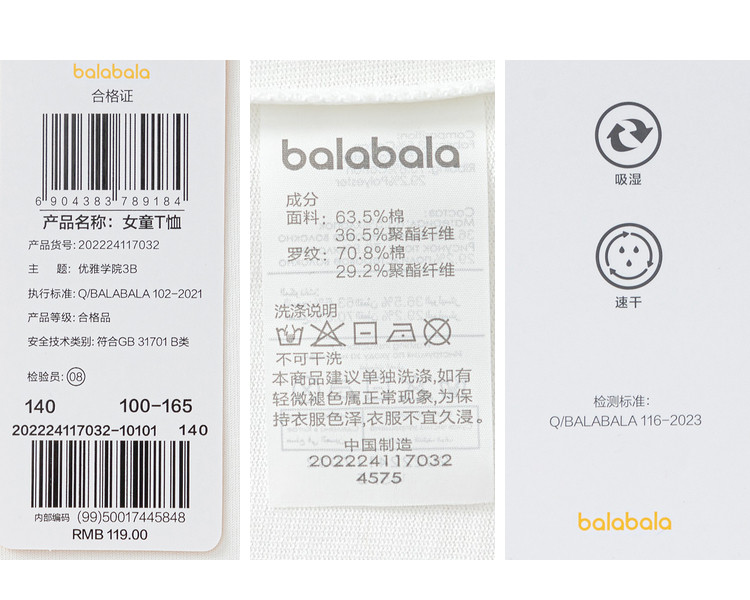 balabala
合格证
6 904383 789184
产品名称：女童T恤
产品货号：202224117032
主 题：优雅学院3B
执行标准：Q/BALABALA 102-2021
产品等级：合格品
安全技术类别：符合GB 31701 B类
检验员：08
140 100-165
202224117032-10101 140
内部编码 (99)50017445848
RMB 119.00
balabala
成分
面料：63.5%棉
36.5%聚酯纤维
罗纹：70.8%棉
29.2%聚酯纤维
洗涤说明
不可干洗
本商品建议单独洗涤,如有
轻微褪色属正常现象,为保
持衣服色泽,衣服不宜久浸。
中国制造
202224117032
4575
吸湿
速干
检测标准：
Q/BALABALA 116-2023
balabala